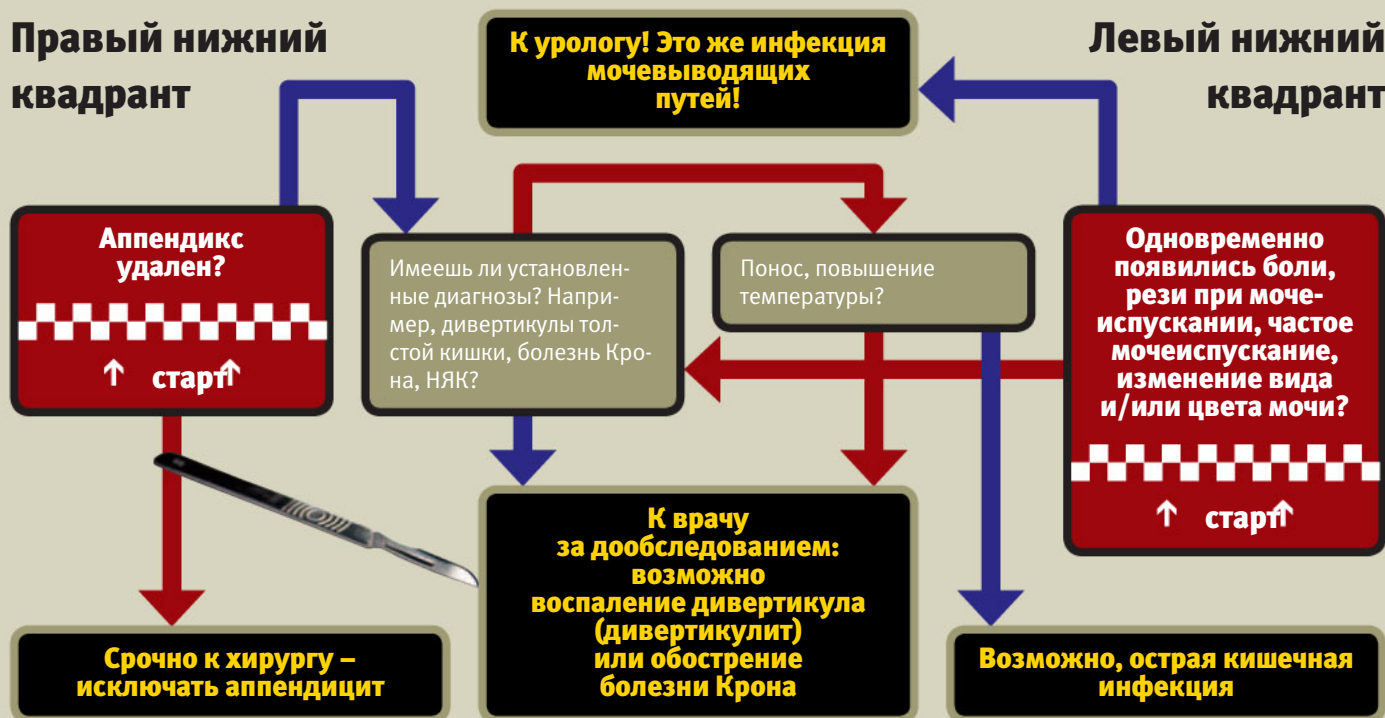 Правый нижний
квадрант
К урологу! Это же инфекция
мочевыводящих
путей!
Левый нижний
квадрант
Аппендикс
удален?
↑ старт↑
Имеешь ли установлен-
ные диагнозы? Напри-
мер, дивертикулы тол-
стой кишки, болезнь Кро-
на, НЯК?
Понос, повышение
температуры?
Одновременно
появились боли,
рези при моче-
испускании, частое
мочеиспускание,
изменение вида
и/или цвета мочи?
↑ старт↑
Срочно к хирургу –
исключать аппендицит
К врачу
за дообследованием:
возможно
воспаление дивертикула
(дивертикулит)
или обострение
болезни Крона
Возможно, острая кишечная
инфекция